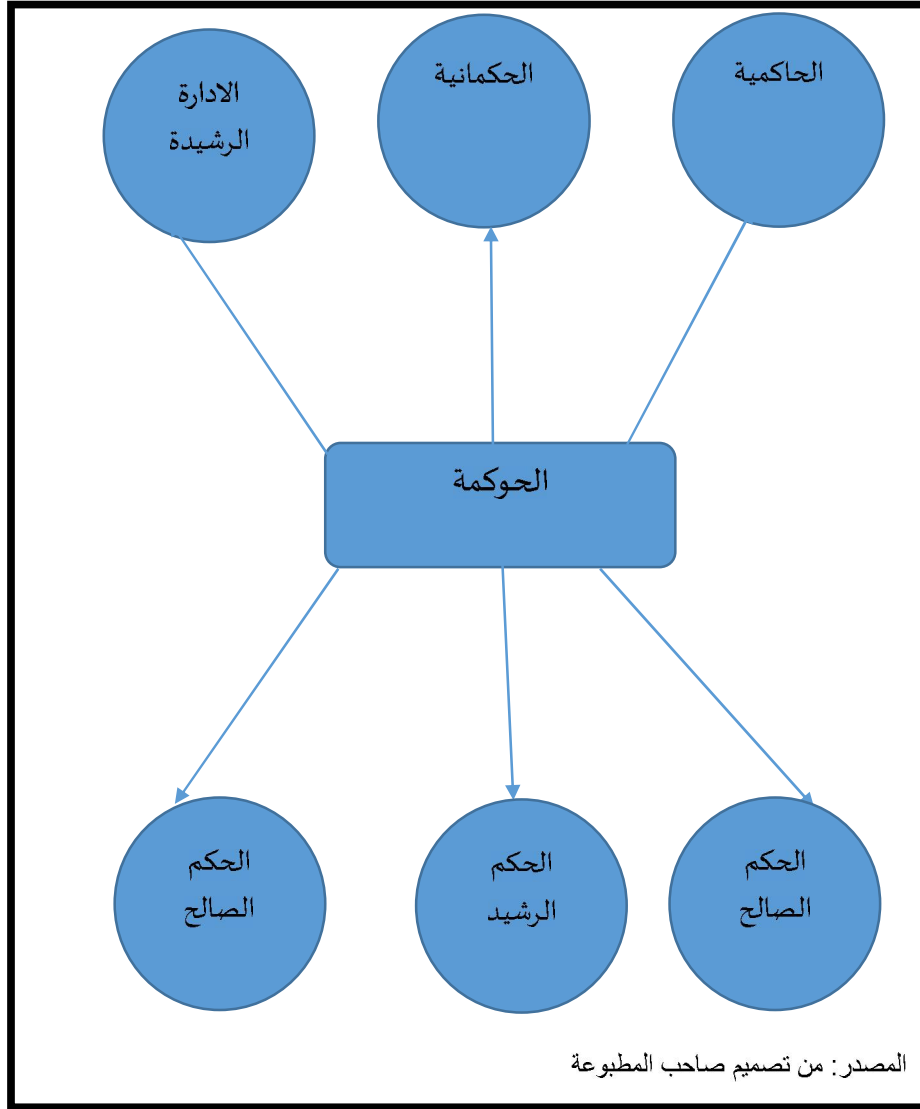 الحاكمية
الحكمانية
الادارة
الرشيدة
الحوكمة
الحكم
الصالح
الحكم
الرشيد
الحكم
الصالح
المصدر: من تصميم صاحب المطبوعة